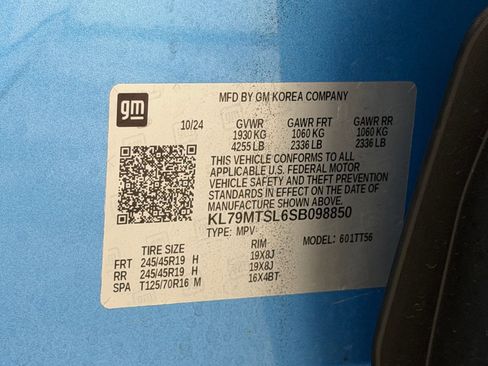 gm
MFD BY GM KOREA COMPANY
10/24 GVWR GAWR FRT GAWR RR
1930 KG 1060 KG 1060 KG
4255 LB 2336 LB 2336 LB
THIS VEHICLE CONFORMS TO ALL
APPLICABLE U.S. FEDERAL MOTOR
VEHICLE SAFETY AND THEFT PREVENTION
STANDARDS IN EFFECT ON THE DATE OF
MANUFACTURE SHOWN ABOVE.
KL79MTSL6SB098850
TYPE: MPV MODEL: 601TT56
TIRE SIZE RIM
FRT 245/45R19 H 19X8J
RR 245/45R19 H 19X8J
SPA T125/70R16 M 16X4BT